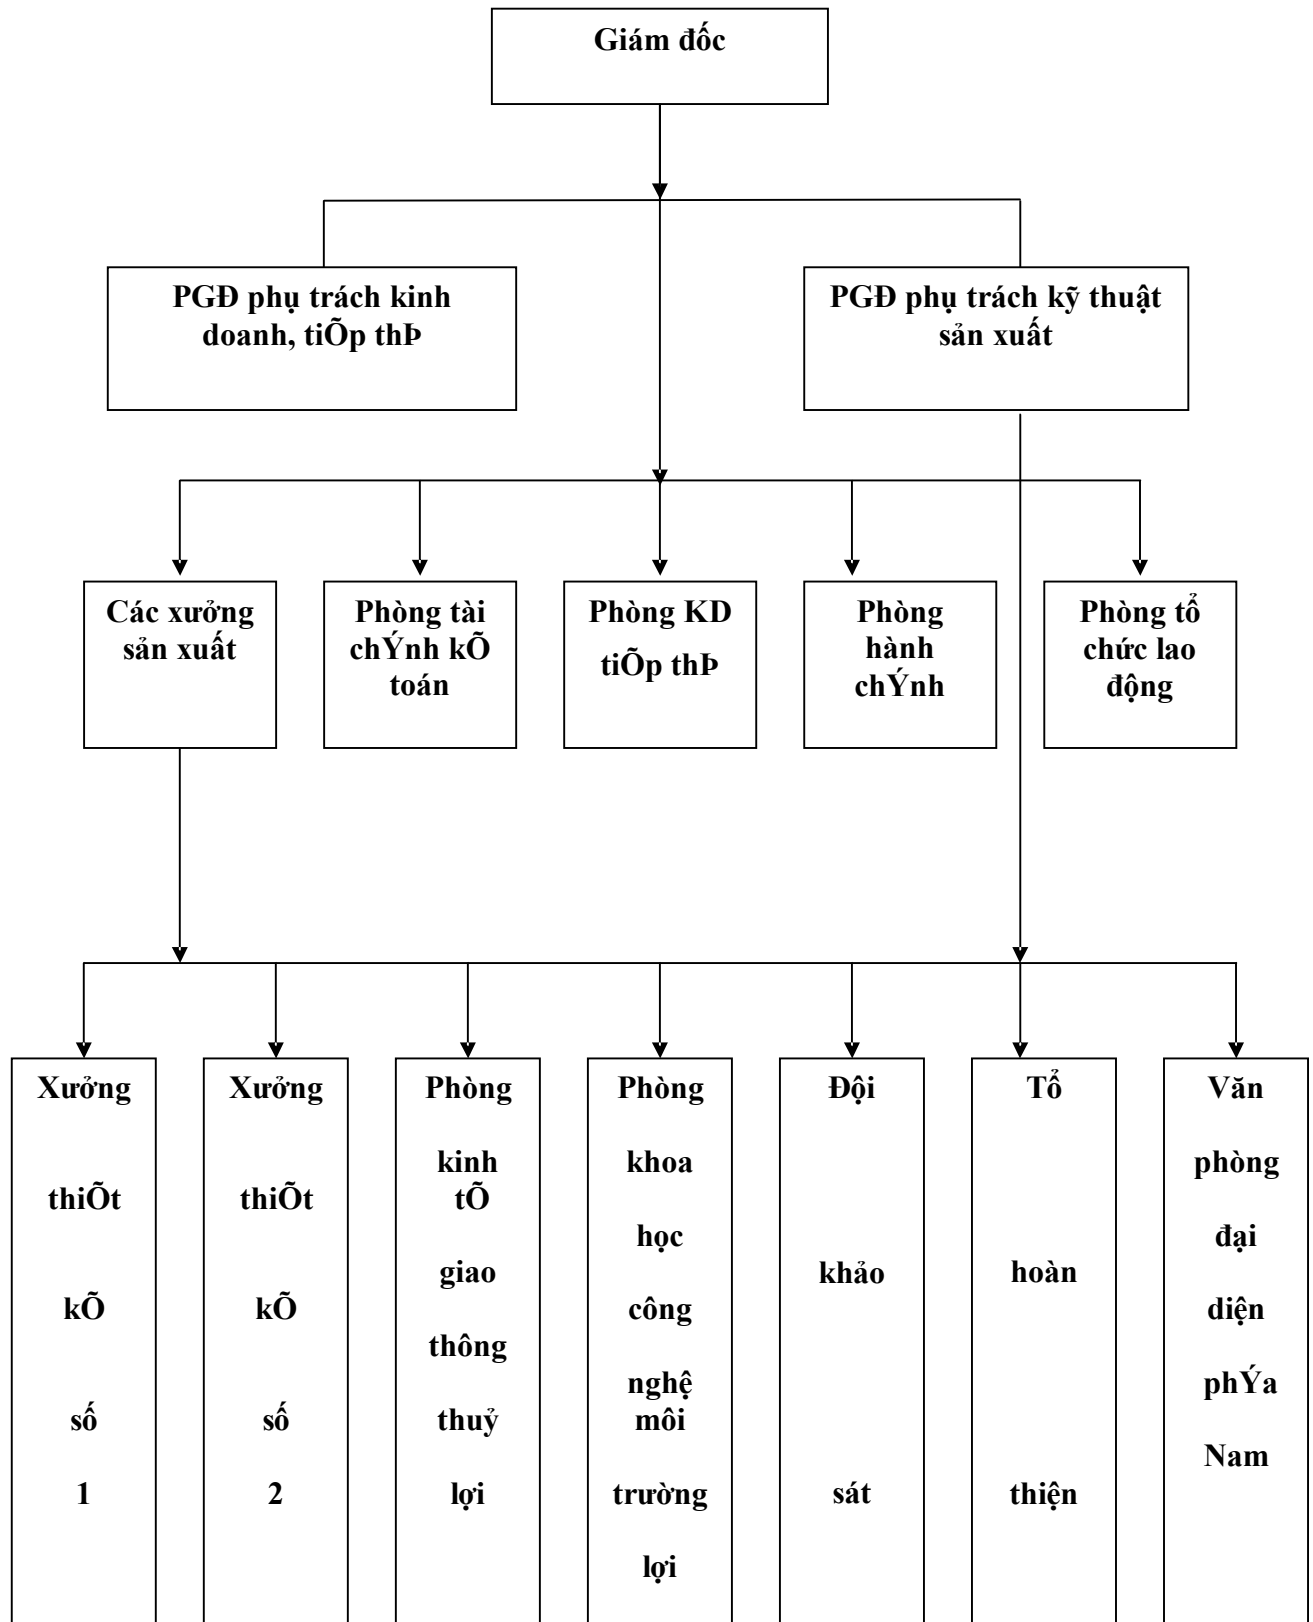 Giám đốc
PGĐ phụ trách kinh
doanh, tiÕp thÞ
PGĐ phụ trách kỹ thuật
sản xuất
Các xưởng
sản xuất
Phòng tài
chÝnh kÕ
toán
Phòng KD
tiÕp thÞ
Phòng
hành
chÝnh
Phòng tổ
chức lao
động
Xưởng
thiÕt
kÕ
số
1
Xưởng
thiÕt
kÕ
số
2
Phòng
kinh
tÕ
giao
thông
thuỷ
lợi
Phòng
khoa
học
công
nghệ
môi
trường
lợi
Đội
khảo
sát
Tổ
hoàn
thiện
Văn
phòng
đại
diện
phÝa
Nam